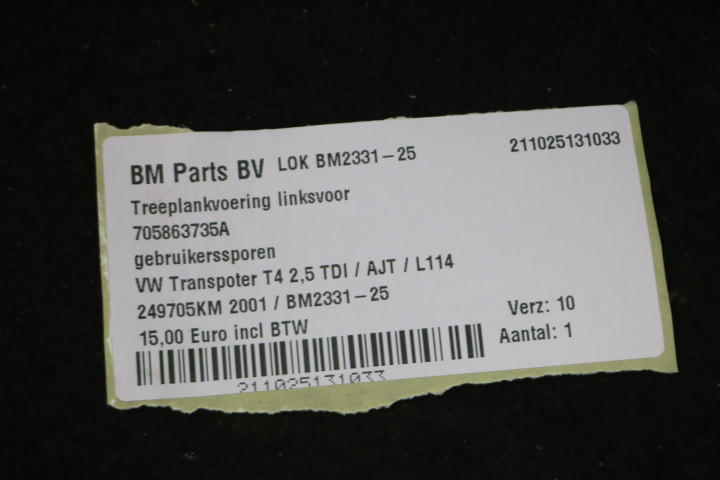 BM Parts BV LOK BM2331-25 211025131033
Treeplankvoering linksvoor
705863735A
gebruikerssporen
VW Transpoter T4 2,5 TDI / AJT / L114
249705KM 2001 / BM2331-25
15,00 Euro incl BTW
Verz: 10
Aantal: 1
211025131033